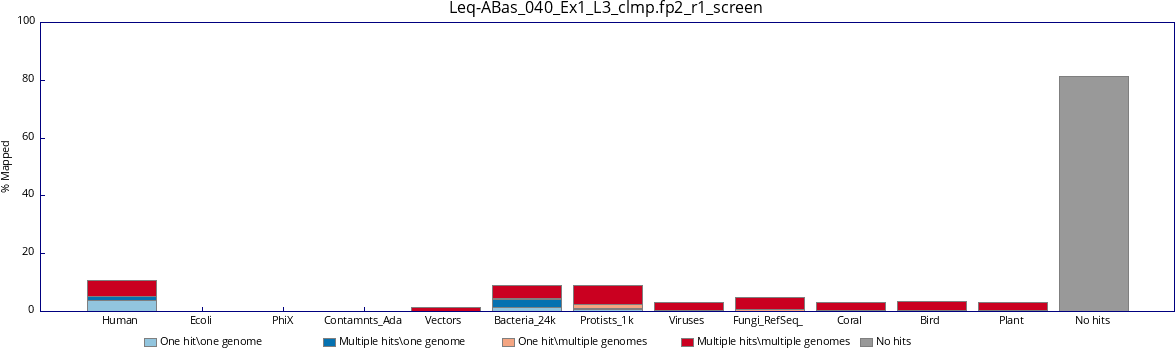 Leq-ABas_040_Ex1_L3_clmp.fp2_r1_screen
100
80
60
40
20
0
% Mapped
Human Ecoli PhiX Contamnts_Ada Vectors Bacteria_24k Protists_1k Viruses Fungi_RefSeq_ Coral Bird Plant No hits
One hit\one genome Multiple hits\one genome One hit\multiple genomes Multiple hits\multiple genomes No hits